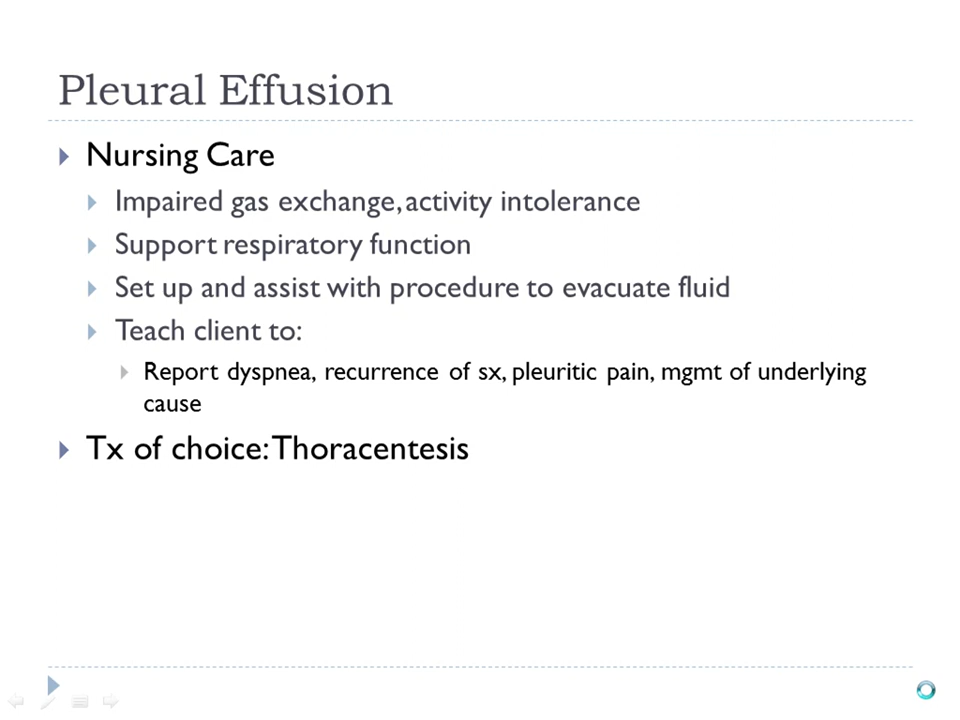 Pleural Effusion
Nursing Care
Impaired gas exchange, activity intolerance
Support respiratory function
Set up and assist with procedure to evacuate fluid
Teach client to:
Report dyspnea, recurrence of sx, pleuritic pain, mgmt of underlying
cause
Tx of choice: Thoracentesis